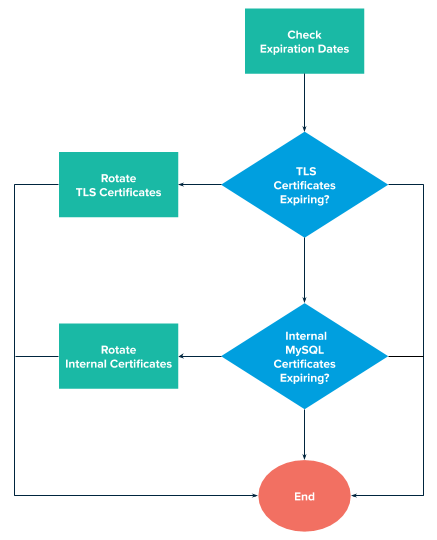 Check
Expiration Dates
TLS
Certificates
Expiring?
Rotate
TLS Certificates
Internal
MySQL
Certificates
Expiring?
Rotate
Internal Certificates
End